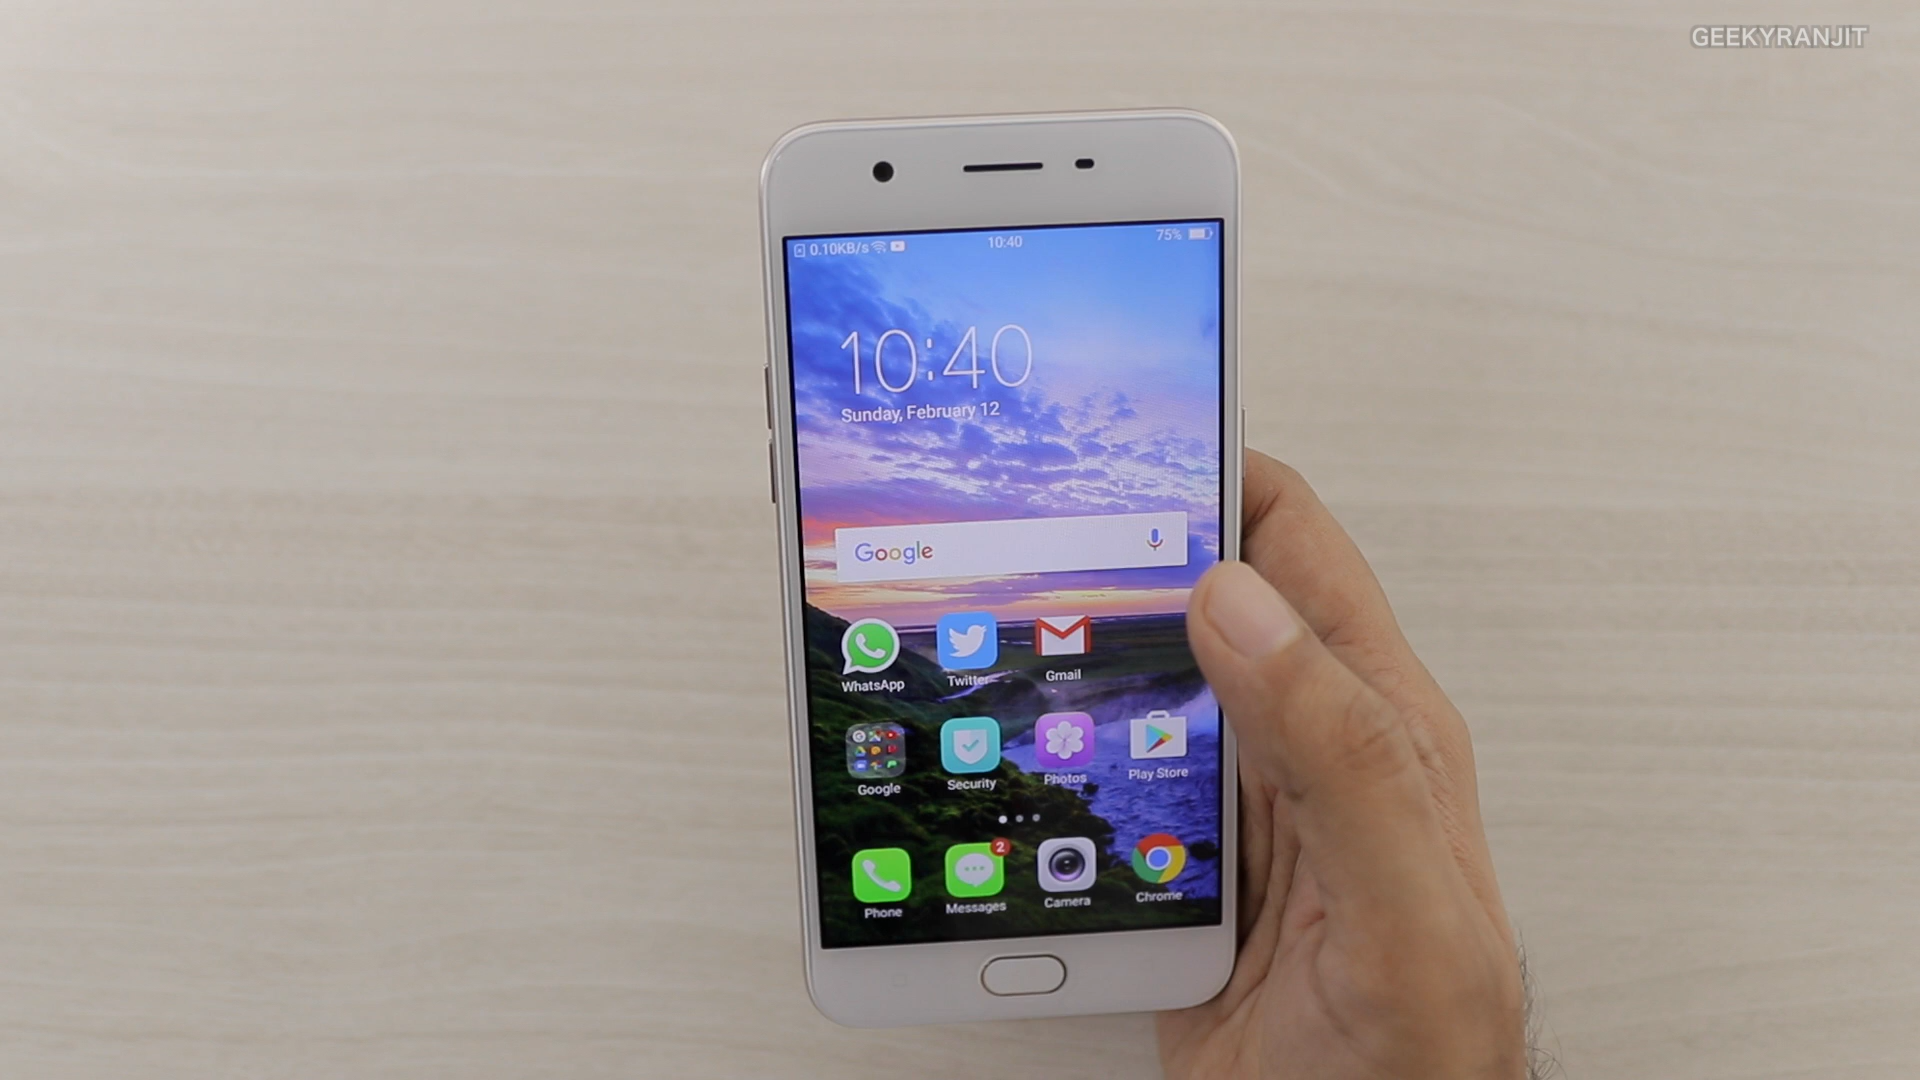 GEEKYRANJIT
0.10KB/s 10:40 75%
10:40
Sunday, February 12
Google
WhatsApp Twitter Gmail
Google Security Photos Play Store
2
Phone Messages Camera Chrome